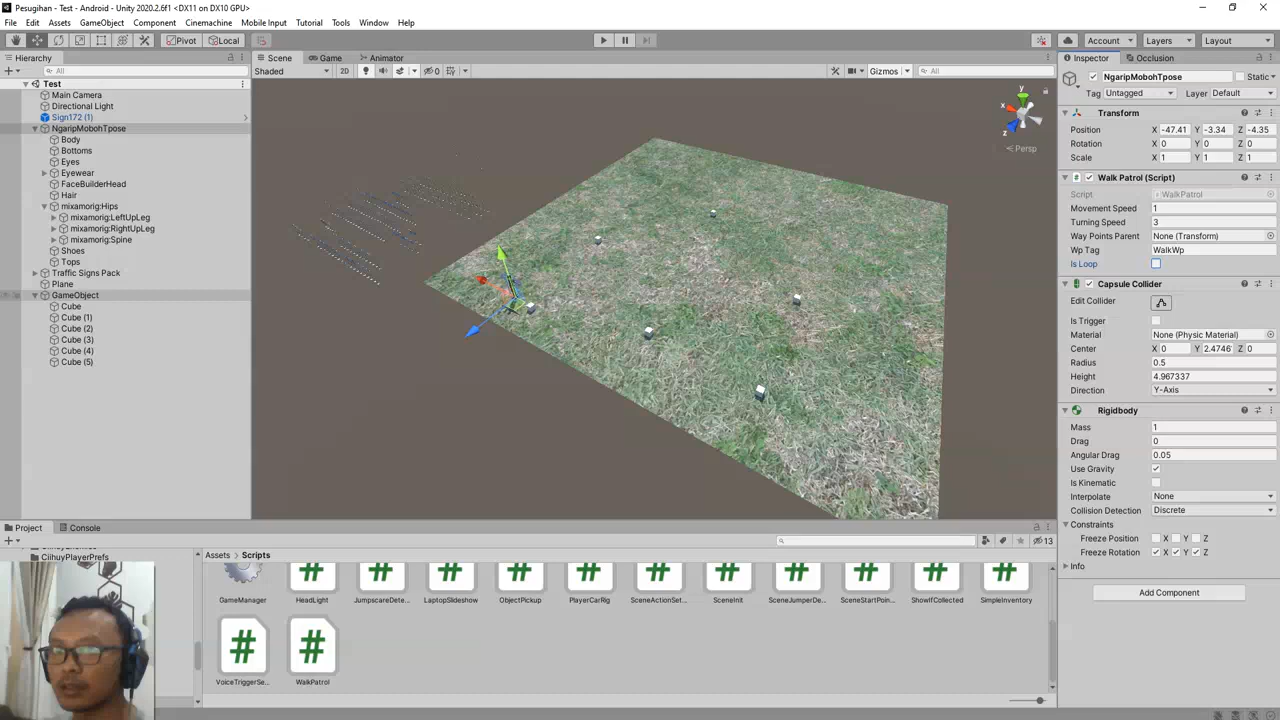 Pesugihan - Test - Android - Unity 2020.2.6f1 <DX11 on DX10 GPU>
File Edit Assets GameObject Component Cinemachine Mobile Input Tutorial Tools Window Help
Pivot Local Account Layers Layout
Hierarchy
All
Test
Main Camera
Directional Light
Sign172 (1)
NgaripMobohTpose
Body
Bottoms
Eyes
Eyewear
FaceBuilderHead
Hair
mixamorig:Hips
mixamorig:LeftUpLeg
mixamorig:RightUpLeg
mixamorig:Spine
Shoes
Tops
Traffic Signs Pack
Plane
GameObject
Cube
Cube (1)
Cube (2)
Cube (3)
Cube (4)
Cube (5)
Scene Game Animator
Shaded 2D 0 Gizmos All
y
x
z
Persp
Inspector Occlusion
NgaripMobohTpose Static
Tag Untagged Layer Default
Transform
Position X -47.41 Y -3.34 Z -4.35
Rotation X 0 Y 0 Z 0
Scale X 1 Y 1 Z 1
# Walk Patrol (Script)
Script WalkPatrol
Movement Speed 1
Turning Speed 3
Way Points Parent None (Transform)
Wp Tag WalkWp
Is Loop
Capsule Collider
Edit Collider
Is Trigger
Material None (Physic Material)
Center X 0 Y 2.4746 Z 0
Radius 0.5
Height 4.967337
Direction Y-Axis
Rigidbody
Mass 1
Drag 0
Angular Drag 0.05
Use Gravity
Is Kinematic
Interpolate None
Collision Detection Discrete
Constraints
Freeze Position X Y Z
Freeze Rotation X Y Z
Info
Add Component
Project Console
13
CiihuyPlayerPrefs
Assets > Scripts
GameManager HeadLight JumpscareDete... LaptopSlideshow ObjectPickup PlayerCarRig SceneActionSet... SceneInit SceneJumperDe... SceneStartPoin... ShowIfCollected SimpleInventory
# #
VoiceTriggerSe... WalkPatrol